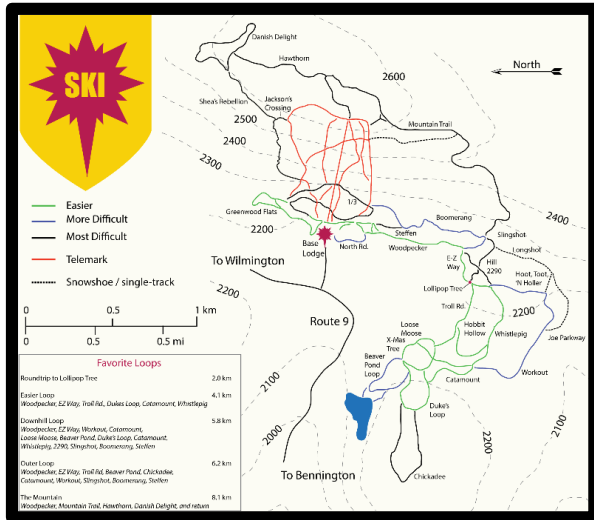 SKI
Danish Delight
Hawthorn
North
2600
Shea's Rebellion
Jackson's
Crossing
2500
2400
2300
Mountain Trail
Easier
More Difficult
Most Difficult
Telemark
Snowshoe / single-track
Greenwood Flats
1/3
2200
Base
Lodge
North Rd.
Steffen
Boomerang
Woodpecker
2400
Slingshot
Longshot
E-Z
Way
Hill
2290
Hoot, Toot,
'N Holler
To Wilmington
Lollipop Tree
2200
0
0.5
1 km
0
0.5 mi
Route 9
Troll Rd.
2200
Loose
Moose
Hobbit
Hollow
Whistlepig
Joe Parkway
X-Mas
Tree
Beaver
Pond
Loop
Catamount
Workout
2100
2000
Duke's
Loop
2200
2100
To Bennington
Chickadee
Favorite Loops
Roundtrip to Lollipop Tree 2.8 km
Easier Loop 4.1 km
Woodpecker, EZ Way, Troll Rd., Dukes Loop, Catamount, Whistlepig
Downhill Loop 5.8 km
Woodpecker, EZ Way, Workout, Catamount,
Loose Moose, Beaver Pond, Duke's Loop, Catamount,
Whistlepig, 2290, Slingshot, Boomerang, Steffen
Outer Loop 6.2 km
Woodpecker, EZ Way, Troll Rd, Beaver Pond, Chickadee,
Catamount, Workout, Slingshot, Boomerang, Steffen
The Mountain 8.1 km
Woodpecker, Mountain Trail, Hawthorn, Danish Delight, and return